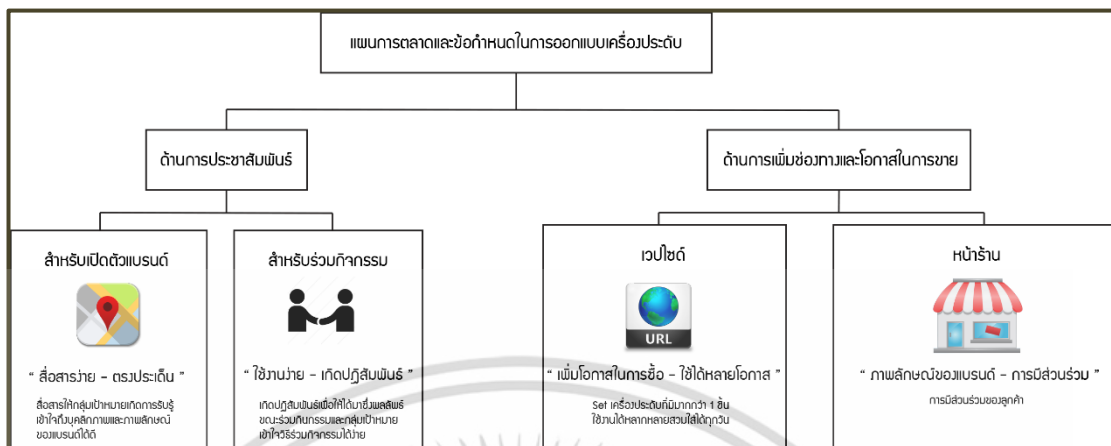 แผนการตลาดและข้อกำหนดในการออกแบบเครื่องประดับ
ด้านการประชาสัมพันธ์
ด้านการเพิ่มช่องทางและโอกาสในการขาย
สำหรับเปิดตัวแบรนด์
" สื่อสารง่าย - ตรงประเด็น "
สื่อสารให้กลุ่มเป้าหมายเกิดการรับรู้
เข้าใจถึงบุคลิกภาพและภาพลักษณ์
ของแบรนด์ได้ดี
สำหรับร่วมกิจกรรม
" ใช้งานง่าย - เกิดปฏิสัมพันธ์ "
เกิดปฏิสัมพันธ์เพื่อให้ได้มาซึ่งผลลัพธ์
ขณะร่วมกิจกรรมและกลุ่มเป้าหมาย
เข้าใจวิธีร่วมกิจกรรมได้ง่าย
เวปไซด์
URL
" เพิ่มโอกาสในการซื้อ - ใช้ได้หลายโอกาส "
Set เครื่องประดับที่มีมากกว่า 1 ชิ้น
ใช้งานได้หลากหลายสวมใส่ได้ทุกวัน
หน้าร้าน
" ภาพลักษณ์ของแบรนด์ - การมีส่วนร่วม "
การมีส่วนร่วมของลูกค้า